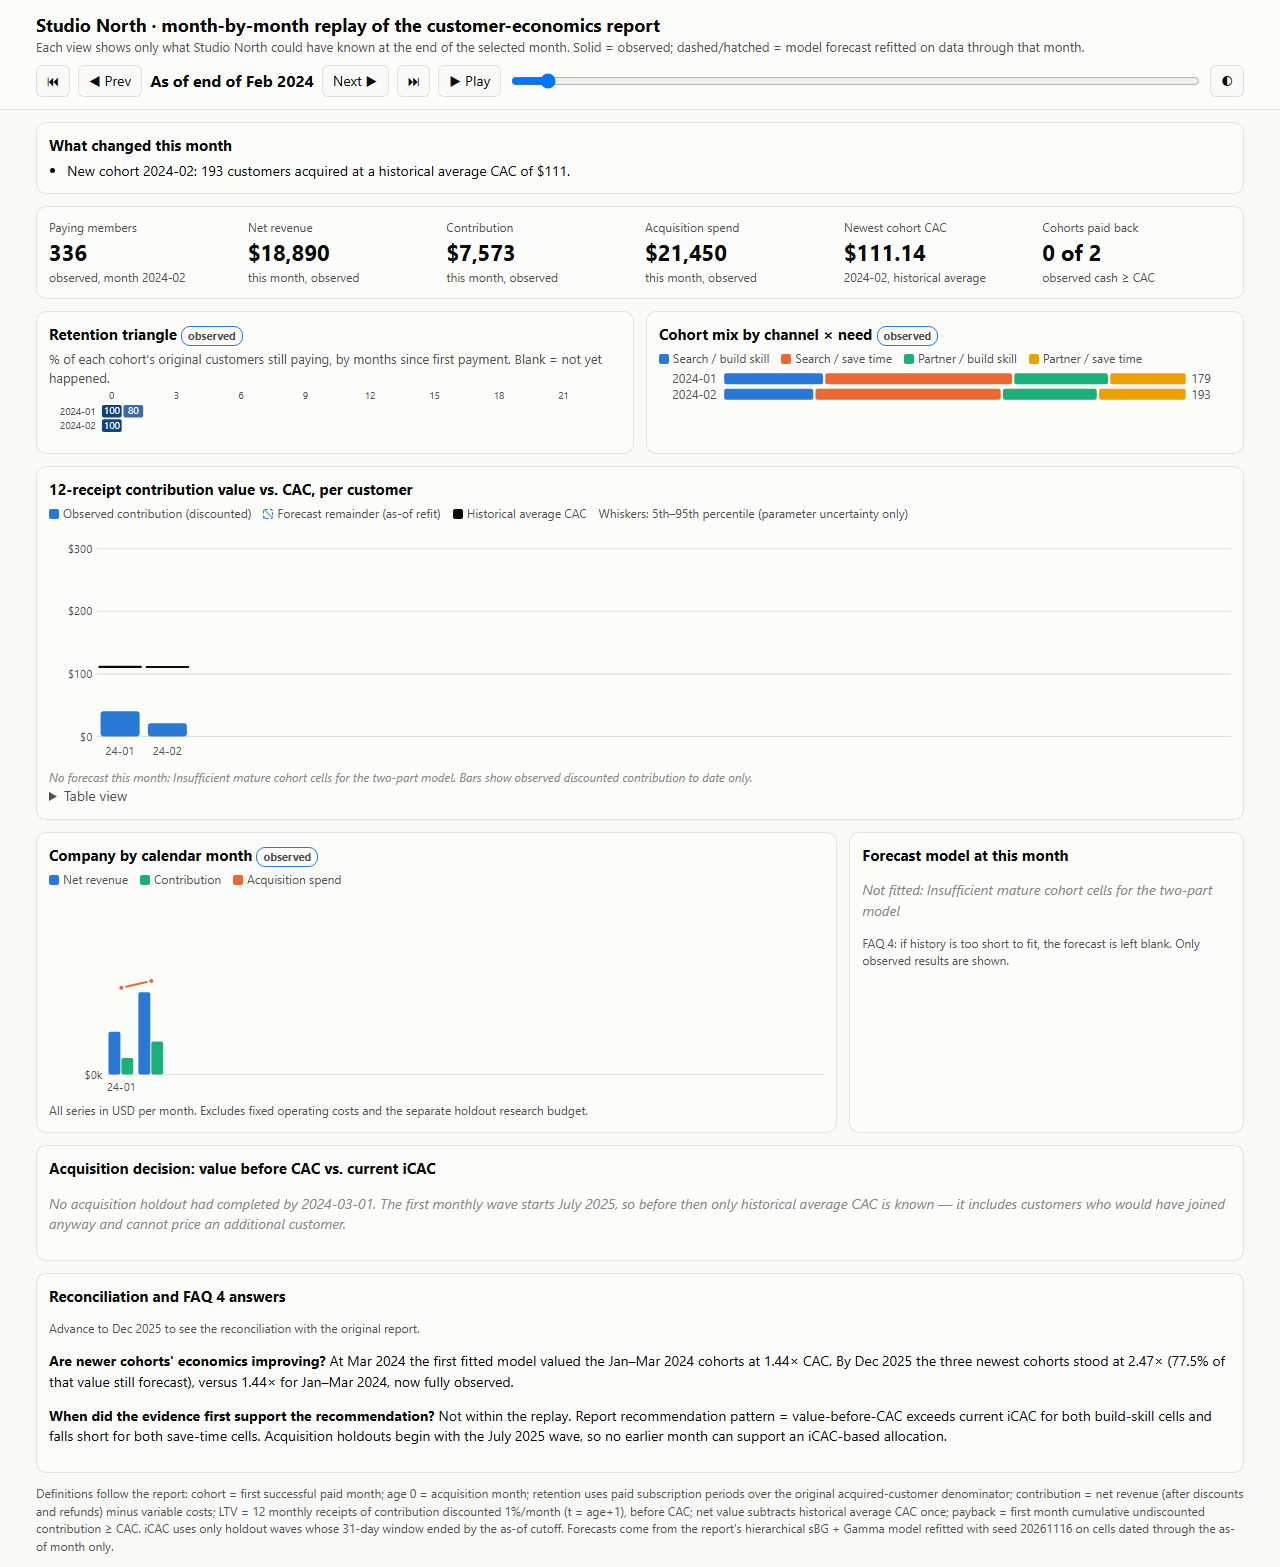 Studio North · month-by-month replay of the customer-economics report
Each view shows only what Studio North could have known at the end of the selected month. Solid = observed; dashed/hatched = model forecast refitted on data through that month.
⏮ ◀ Prev As of end of Feb 2024 Next ▶ ⏭ ▶ Play ◐
What changed this month
• New cohort 2024-02: 193 customers acquired at a historical average CAC of $111.
Paying members Net revenue Contribution Acquisition spend Newest cohort CAC Cohorts paid back
336 $18,890 $7,573 $21,450 $111.14 0 of 2
observed, month 2024-02 this month, observed this month, observed this month, observed 2024-02, historical average observed cash ≥ CAC
Retention triangle observed
% of each cohort's original customers still paying, by months since first payment. Blank = not yet
happened.
0 3 6 9 12 15 18 21
2024-01 100 80
2024-02 100
Cohort mix by channel × need observed
Search / build skill Search / save time Partner / build skill Partner / save time
2024-01 179
2024-02 193
12-receipt contribution value vs. CAC, per customer
Observed contribution (discounted) Forecast remainder (as-of refit) Historical average CAC Whiskers: 5th–95th percentile (parameter uncertainty only)
$300
$200
$100
$0
24-01 24-02
No forecast this month: Insufficient mature cohort cells for the two-part model. Bars show observed discounted contribution to date only.
▶ Table view
Company by calendar month observed
Net revenue Contribution Acquisition spend
$0k
24-01
All series in USD per month. Excludes fixed operating costs and the separate holdout research budget.
Forecast model at this month
Not fitted: Insufficient mature cohort cells for the two-part
model
FAQ 4: if history is too short to fit, the forecast is left blank. Only
observed results are shown.
Acquisition decision: value before CAC vs. current iCAC
No acquisition holdout had completed by 2024-03-01. The first monthly wave starts July 2025, so before then only historical average CAC is known — it includes customers who would have joined
anyway and cannot price an additional customer.
Reconciliation and FAQ 4 answers
Advance to Dec 2025 to see the reconciliation with the original report.
Are newer cohorts' economics improving? At Mar 2024 the first fitted model valued the Jan–Mar 2024 cohorts at 1.44× CAC. By Dec 2025 the three newest cohorts stood at 2.47× (77.5% of
that value still forecast), versus 1.44× for Jan–Mar 2024, now fully observed.
When did the evidence first support the recommendation? Not within the replay. Report recommendation pattern = value-before-CAC exceeds current iCAC for both build-skill cells and
falls short for both save-time cells. Acquisition holdouts begin with the July 2025 wave, so no earlier month can support an iCAC-based allocation.
Definitions follow the report: cohort = first successful paid month; age 0 = acquisition month; retention uses paid subscription periods over the original acquired-customer denominator; contribution = net revenue (after discounts
and refunds) minus variable costs; LTV = 12 monthly receipts of contribution discounted 1%/month (t = age+1), before CAC; net value subtracts historical average CAC once; payback = first month cumulative undiscounted
contribution ≥ CAC. iCAC uses only holdout waves whose 31-day window ended by the as-of cutoff. Forecasts come from the report's hierarchical sBG + Gamma model refitted with seed 20261116 on cells dated through the as-
of month only.